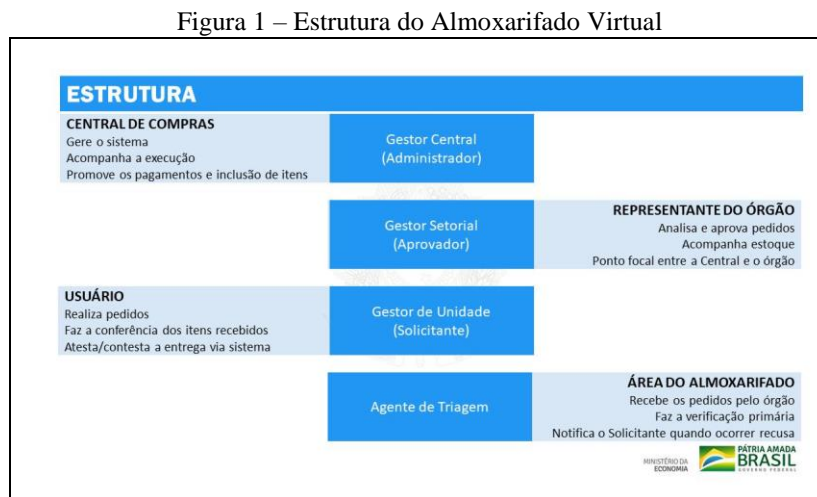 Figura 1 – Estrutura do Almoxarifado Virtual
ESTRUTURA
CENTRAL DE COMPRAS
Gere o sistema
Acompanha a execução
Promove os pagamentos e inclusão de itens
Gestor Central
(Administrador)
Gestor Setorial
(Aprovador)
REPRESENTANTE DO ÓRGÃO
Analisa e aprova pedidos
Acompanha estoque
Ponto focal entre a Central e o órgão
USUÁRIO
Realiza pedidos
Faz a conferência dos itens recebidos
Atesta/contesta a entrega via sistema
Gestor de Unidade
(Solicitante)
Agente de Triagem
ÁREA DO ALMOXARIFADO
Recebe os pedidos pelo órgão
Faz a verificação primária
Notifica o Solicitante quando ocorrer recusa
MINISTÉRIO DA
ECONOMIA
PÁTRIA AMADA
BRASIL
GOVERNO FEDERAL